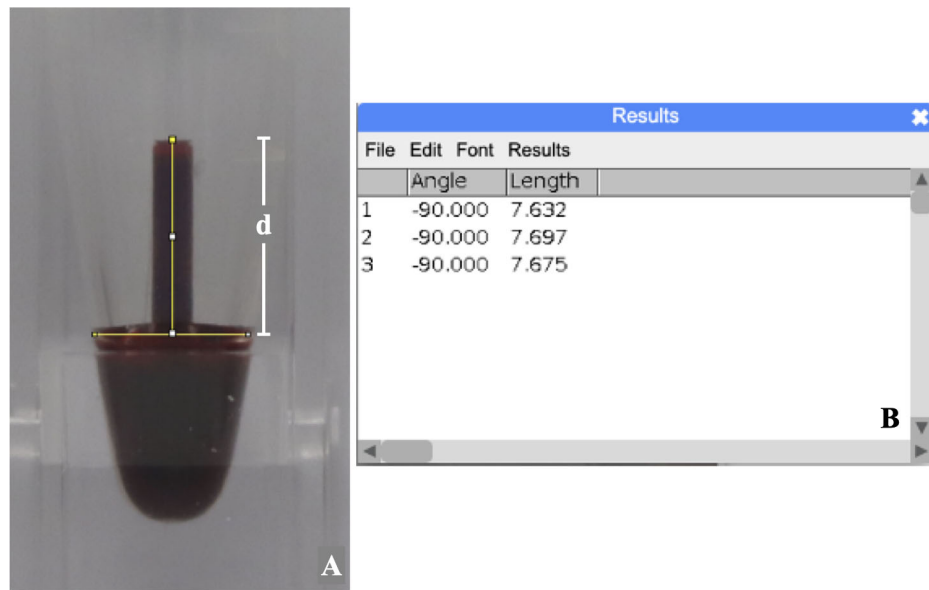 d
A
Results
File Edit Font Results
Angle Length
1 -90.000 7.632
2 -90.000 7.697
3 -90.000 7.675
B